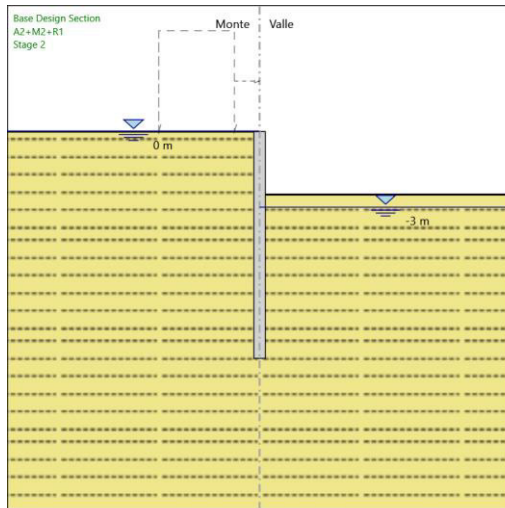 Base Design Section
A2+M2+R1
Stage 2
Monte
Valle
0 m
-3 m